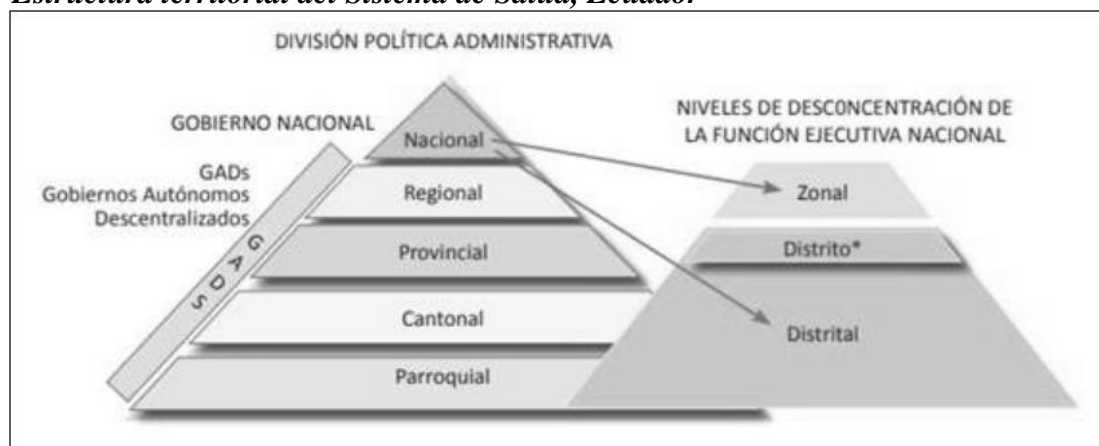 Estructura territorial del Sistema de Salud, Ecuador
DIVISIÓN POLÍTICA ADMINISTRATIVA
GOBIERNO NACIONAL
GADs
Gobiernos Autónomos
Descentralizados
GADS
Nacional
Regional
Provincial
Cantonal
Parroquial
NIVELES DE DESCONCENTRACIÓN DE
LA FUNCIÓN EJECUTIVA NACIONAL
Zonal
Distrito*
Distrital